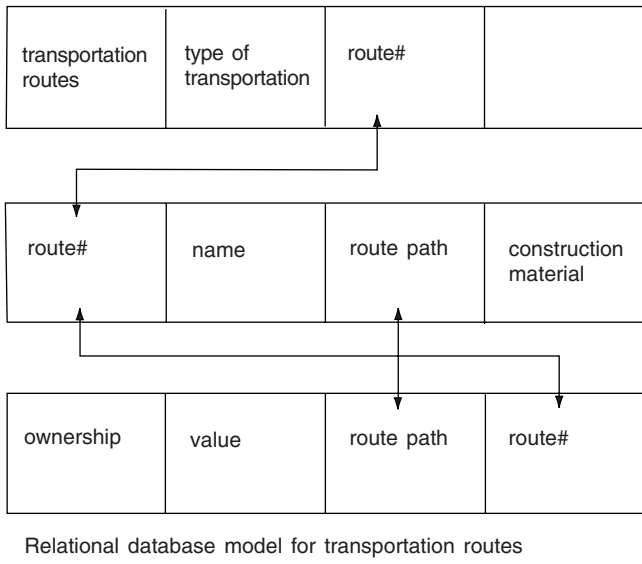 transportation routes
type of transportation
route#
route#
name
route path
construction material
ownership
value
route path
route#
Relational database model for transportation routes